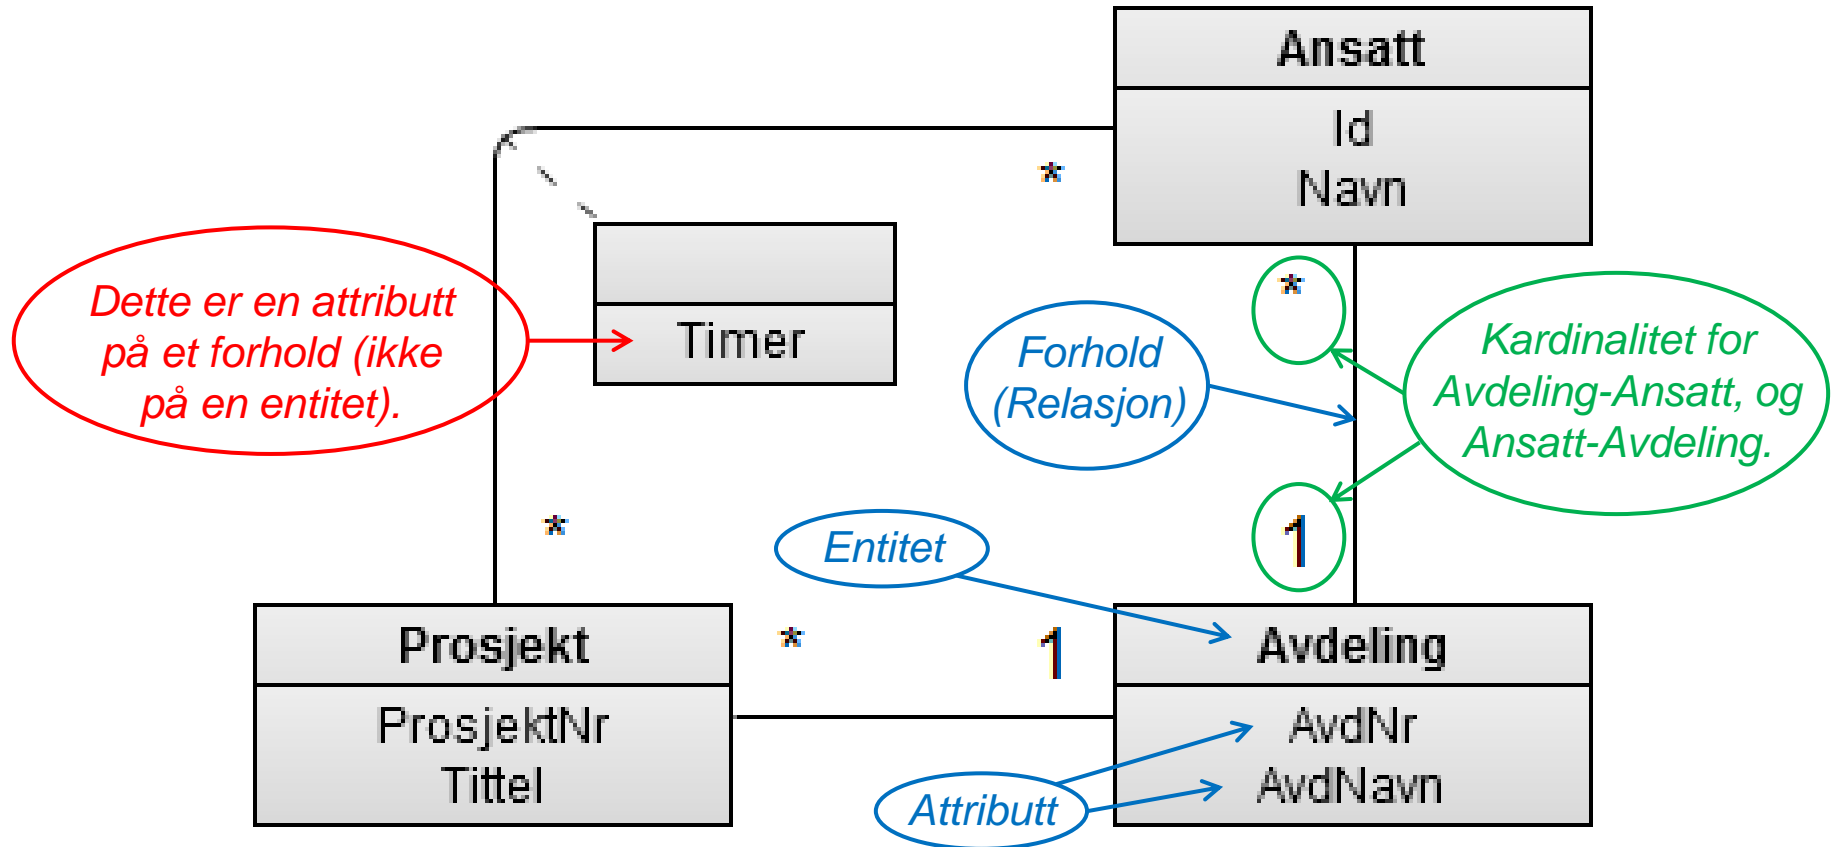 Ansatt
Id
Navn
*
*
Timer
Dette er en attributt
på et forhold (ikke
på en entitet).
Forhold
(Relasjon)
Kardinalitet for
Avdeling-Ansatt, og
Ansatt-Avdeling.
*
1
Entitet
Prosjekt
ProsjektNr
Tittel
*
1
Avdeling
AvdNr
AvdNavn
Attributt